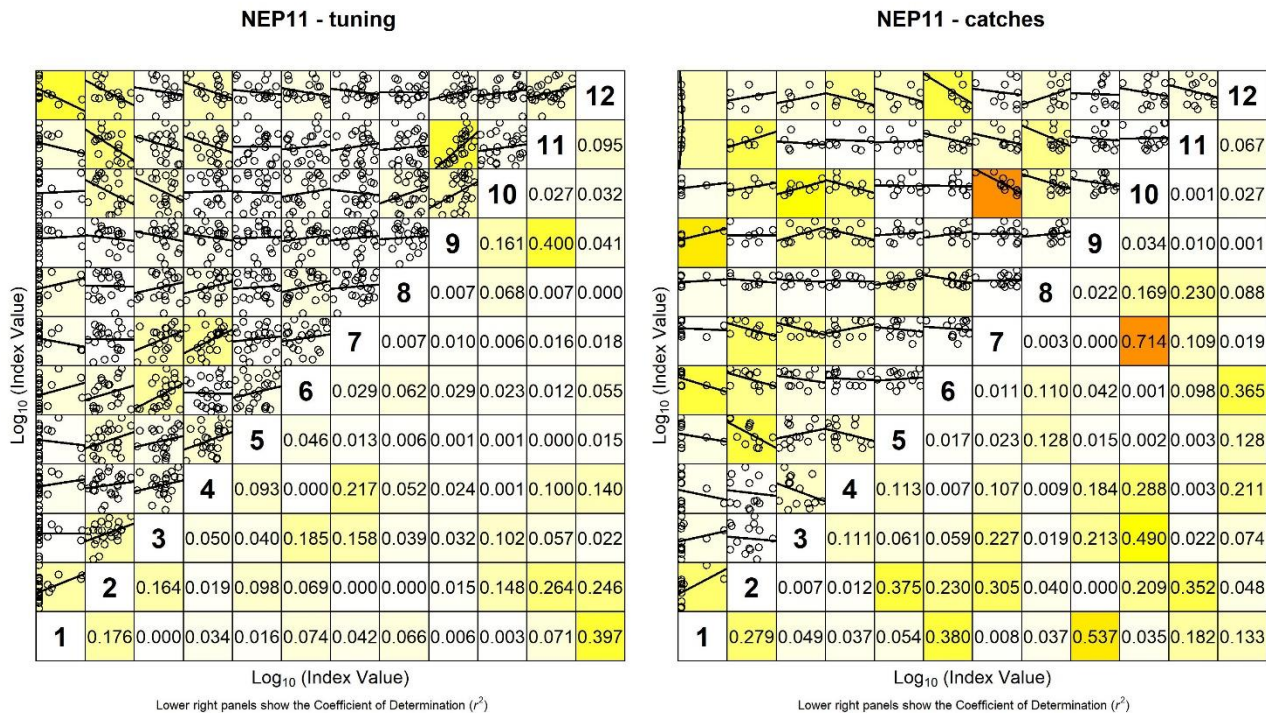 NEP11 - tuning
12
11 0.095
10 0.027 0.032
9 0.161 0.400 0.041
8 0.007 0.068 0.007 0.000
7 0.007 0.010 0.006 0.016 0.018
6 0.029 0.062 0.029 0.023 0.012 0.055
5 0.046 0.013 0.006 0.001 0.001 0.000 0.015
4 0.093 0.000 0.217 0.052 0.024 0.001 0.100 0.140
3 0.050 0.040 0.185 0.158 0.039 0.032 0.102 0.057 0.022
2 0.164 0.019 0.098 0.069 0.000 0.000 0.015 0.148 0.264 0.246
1 0.176 0.000 0.034 0.016 0.074 0.042 0.066 0.006 0.003 0.071 0.397
Log10 (Index Value)
Log10 (Index Value)
Lower right panels show the Coefficient of Determination (r²)
NEP11 - catches
12
11 0.067
10 0.001 0.027
9 0.034 0.010 0.001
8 0.022 0.169 0.230 0.088
7 0.003 0.000 0.714 0.109 0.019
6 0.011 0.110 0.042 0.001 0.098 0.365
5 0.017 0.023 0.128 0.015 0.002 0.003 0.128
4 0.113 0.007 0.107 0.009 0.184 0.288 0.003 0.211
3 0.111 0.061 0.059 0.227 0.019 0.213 0.490 0.022 0.074
2 0.007 0.012 0.375 0.230 0.305 0.040 0.000 0.209 0.352 0.048
1 0.279 0.049 0.037 0.054 0.380 0.008 0.037 0.537 0.035 0.182 0.133
Log10 (Index Value)
Log10 (Index Value)
Lower right panels show the Coefficient of Determination (r²)